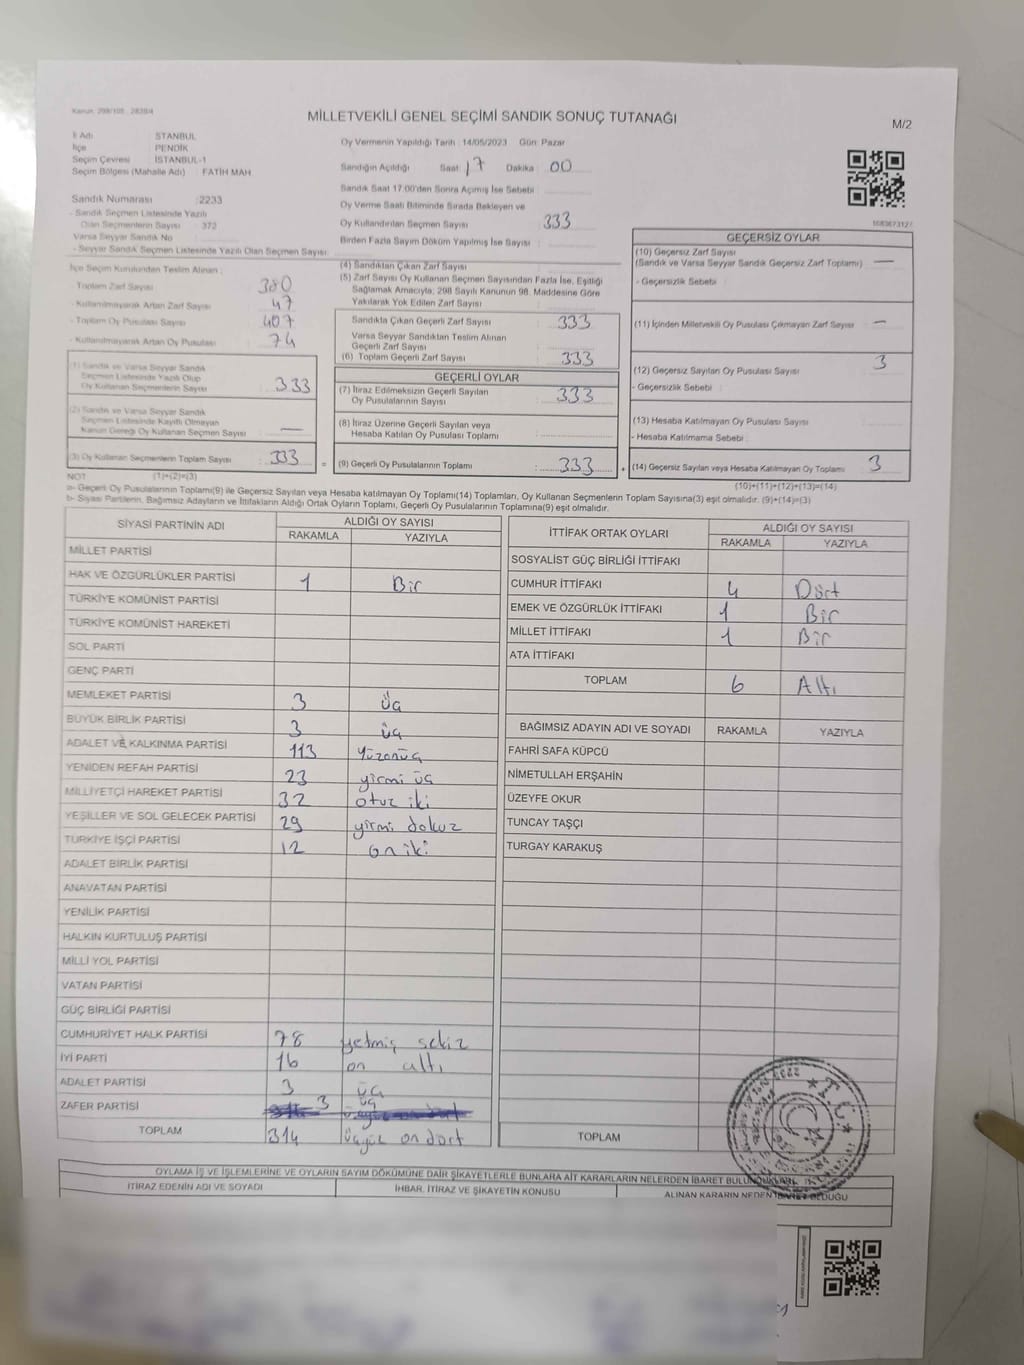 Kanun: 298/105 , 2839/4
MİLLETVEKİLİ GENEL SEÇİMİ SANDIK SONUÇ TUTANAĞI
M/2
İl Adı : İSTANBUL
İlçe PENDİK
Seçim Çevresi : İSTANBUL-1
Seçim Bölgesi (Mahalle Adı) : FATİH MAH
Sandık Numarası :2233
- Sandık Seçmen Listesinde Yazılı
Olan Seçmenlerin Sayısı : 372
Varsa Seyyar Sandık No :
- Seyyar Sandık Seçmen Listesinde Yazılı Olan Seçmen Sayısı:
Oy Vermenin Yapıldığı Tarih : 14/05/2023 Gün: Pazar
Sandığın Açıldığı Saat: 17 Dakika : 00
Sandık Saat 17:00'den Sonra Açılmış İse Sebebi :
Oy Verme Saati Bitiminde Sırada Bekleyen ve
Oy Kullandırılan Seçmen Sayısı : 333
Birden Fazla Sayım Döküm Yapılmış İse Sayısı :
İlçe Seçim Kurulundan Teslim Alınan :
- Toplam Zarf Sayısı : 380
- Kullanılmayarak Artan Zarf Sayısı : 47
- Toplam Oy Pusulası Sayısı : 407
- Kullanılmayarak Artan Oy Pusulası : 74
(1) Sandık ve Varsa Seyyar Sandık
Seçmen Listesinde Yazılı Olup
Oy Kullanan Seçmenlerin Sayısı : 333
(2) Sandık ve Varsa Seyyar Sandık
Seçmen Listesinde Kayıtlı Olmayan
Kanun Gereği Oy Kullanan Seçmen Sayısı : —
(3) Oy Kullanan Seçmenlerin Toplam Sayısı : 333
(4) Sandıktan Çıkan Zarf Sayısı :
(5) Zarf Sayısı Oy Kullanan Seçmen Sayısından Fazla İse, Eşitliği
Sağlamak Amacıyla; 298 Sayılı Kanunun 98. Maddesine Göre
Yakılarak Yok Edilen Zarf Sayısı :
Sandıkta Çıkan Geçerli Zarf Sayısı : 333
Varsa Seyyar Sandıktan Teslim Alınan
Geçerli Zarf Sayısı :
(6) Toplam Geçerli Zarf Sayısı : 333
GEÇERLİ OYLAR
(7) İtiraz Edilmeksizin Geçerli Sayılan
Oy Pusulalarının Sayısı : 333
(8) İtiraz Üzerine Geçerli Sayılan veya
Hesaba Katılan Oy Pusulası Toplamı :
= (9) Geçerli Oy Pusulalarının Toplamı : 333 +
GEÇERSİZ OYLAR
(10) Geçersiz Zarf Sayısı
(Sandık ve Varsa Seyyar Sandık Geçersiz Zarf Toplamı) : —
- Geçersizlik Sebebi :
(11) İçinden Milletvekili Oy Pusulası Çıkmayan Zarf Sayısı : —
(12) Geçersiz Sayılan Oy Pusulası Sayısı : 3
- Geçersizlik Sebebi :
(13) Hesaba Katılmayan Oy Pusulası Sayısı :
- Hesaba Katılmama Sebebi :
(14) Geçersiz Sayılan veya Hesaba Katılmayan Oy Toplamı : 3
NOT : (1)+(2)=(3)
(10)+(11)+(12)+(13)=(14)
a- Geçerli Oy Pusulaları Toplamı(9) ile Geçersiz Sayılan veya Hesaba katılmayan Oy Toplamı(14) Toplamları, Oy Kullanan Seçmenlerin Toplam Sayısına(3) eşit olmalıdır. (9)+(14)=(3)
b- Siyasi Partilerin, Bağımsız Adayların ve İttifakların Aldığı Ortak Oyların Toplamı, Geçerli Oy Pusulalarının Toplamına(9) eşit olmalıdır.
SİYASİ PARTİNİN ADI ALDIĞI OY SAYISI
RAKAMLA YAZIYLA
MİLLET PARTİSİ
HAK VE ÖZGÜRLÜKLER PARTİSİ 1 Bir
TÜRKİYE KOMÜNİST PARTİSİ
TÜRKİYE KOMÜNİST HAREKETİ
SOL PARTİ
GENÇ PARTİ
MEMLEKET PARTİSİ 3 üç
BÜYÜK BİRLİK PARTİSİ 3 üç
ADALET VE KALKINMA PARTİSİ 113 yüzonüç
YENİDEN REFAH PARTİSİ 23 yirmi üç
MİLLİYETÇİ HAREKET PARTİSİ 32 otuz iki
YEŞİLLER VE SOL GELECEK PARTİSİ 29 yirmi dokuz
TÜRKİYE İŞÇİ PARTİSİ 12 on iki
ADALET BİRLİK PARTİSİ
ANAVATAN PARTİSİ
YENİLİK PARTİSİ
HALKIN KURTULUŞ PARTİSİ
MİLLİ YOL PARTİSİ
VATAN PARTİSİ
GÜÇ BİRLİĞİ PARTİSİ
CUMHURİYET HALK PARTİSİ 78 yetmiş sekiz
İYİ PARTİ 16 on altı
ADALET PARTİSİ 3 üç
ZAFER PARTİSİ 3 üç
TOPLAM 314 üçyüz ondört
İTTİFAK ORTAK OYLARI ALDIĞI OY SAYISI
RAKAMLA YAZIYLA
SOSYALİST GÜÇ BİRLİĞİ İTTİFAKI
CUMHUR İTTİFAKI 4 Dört
EMEK VE ÖZGÜRLÜK İTTİFAKI 1 Bir
MİLLET İTTİFAKI 1 Bir
ATA İTTİFAKI
TOPLAM 6 Altı
BAĞIMSIZ ADAYIN ADI VE SOYADI RAKAMLA YAZIYLA
FAHRİ SAFA KÜPCÜ
NİMETULLAH ERŞAHİN
ÜZEYFE OKUR
TUNCAY TAŞÇI
TURGAY KARAKUŞ
TOPLAM
T.C.
OYLAMA İŞ VE İŞLEMLERİNE VE OYLARIN SAYIM DÖKÜMÜNE DAİR ŞİKAYETLERLE BUNLARA AİT KARARLARIN NELERDEN İBARET BULUNDUKLARI
İTİRAZ EDENİN ADI VE SOYADI İHBAR, İTİRAZ VE ŞİKAYETİN KONUSU ALINAN KARARIN NEDEN İBARET OLDUĞU